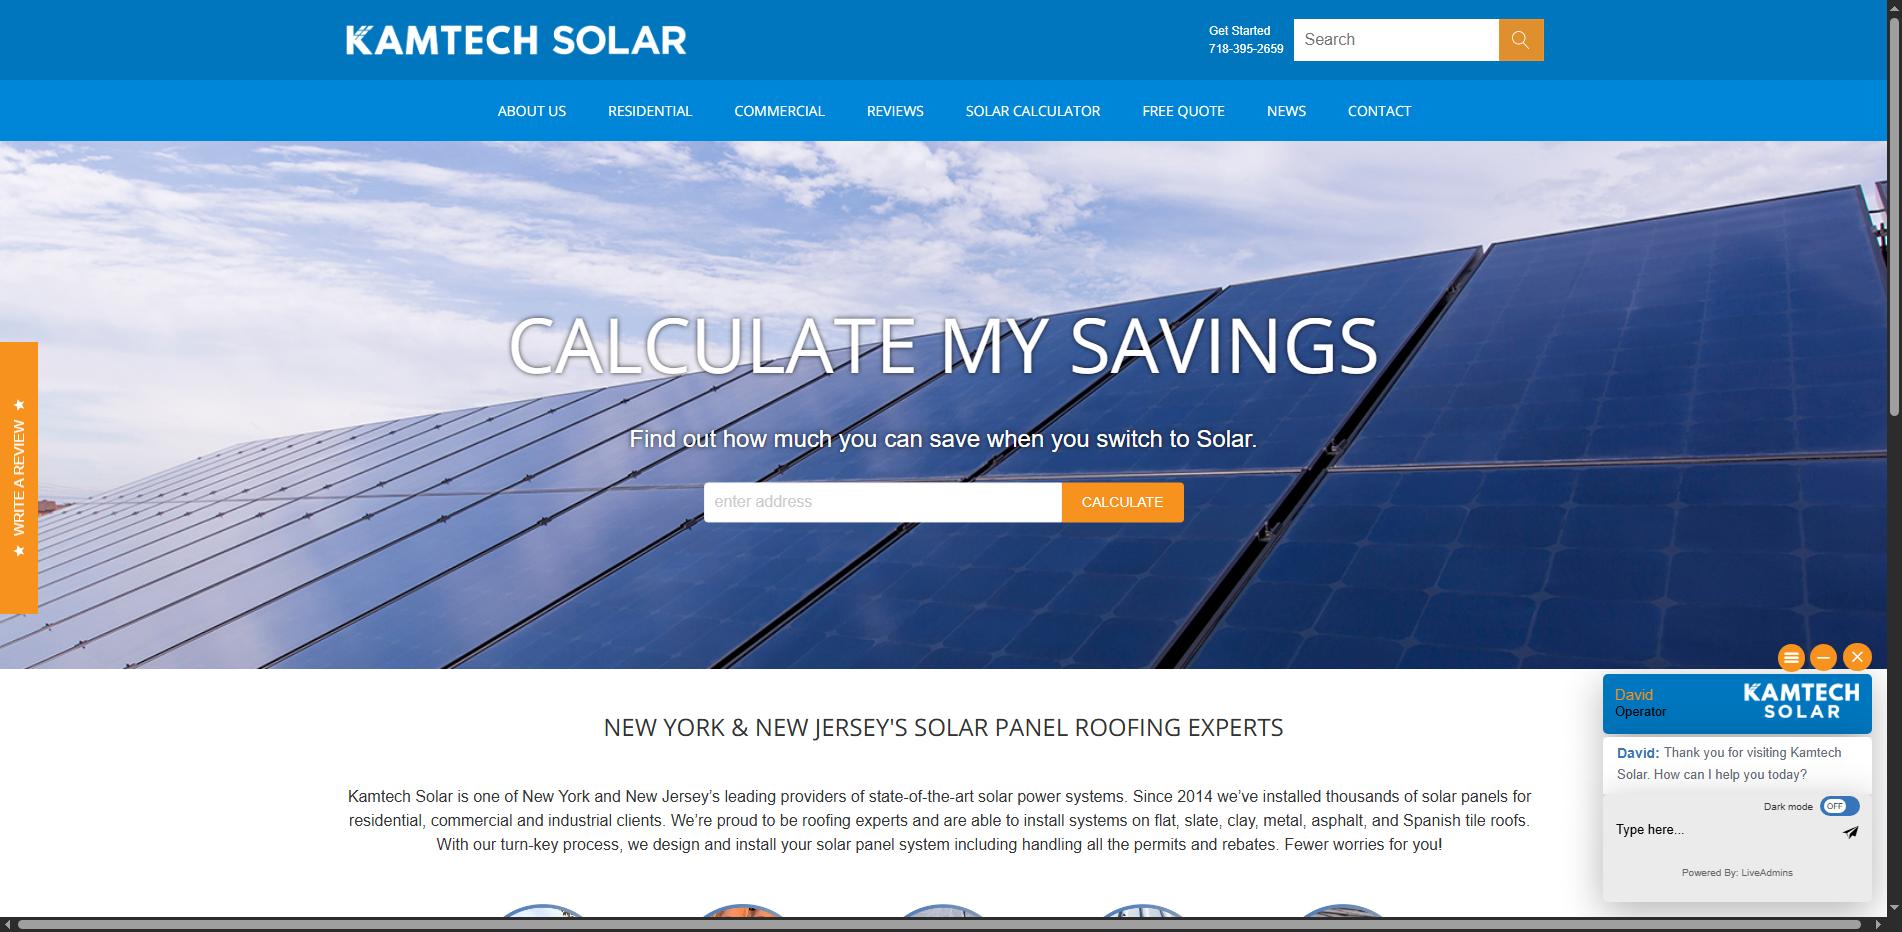 KAMTECH SOLAR
Get Started
718-395-2659
Search
ABOUT US
RESIDENTIAL
COMMERCIAL
REVIEWS
SOLAR CALCULATOR
FREE QUOTE
NEWS
CONTACT
CALCULATE MY SAVINGS
Find out how much you can save when you switch to Solar.
enter address
CALCULATE
★ WRITE A REVIEW ★
NEW YORK & NEW JERSEY'S SOLAR PANEL ROOFING EXPERTS
Kamtech Solar is one of New York and New Jersey’s leading providers of state-of-the-art solar power systems. Since 2014 we’ve installed thousands of solar panels for
residential, commercial and industrial clients. We’re proud to be roofing experts and are able to install systems on flat, slate, clay, metal, asphalt, and Spanish tile roofs.
With our turn-key process, we design and install your solar panel system including handling all the permits and rebates. Fewer worries for you!
David
Operator
KAMTECH
SOLAR
David: Thank you for visiting Kamtech
Solar. How can I help you today?
Dark mode OFF
Type here...
Powered By: LiveAdmins